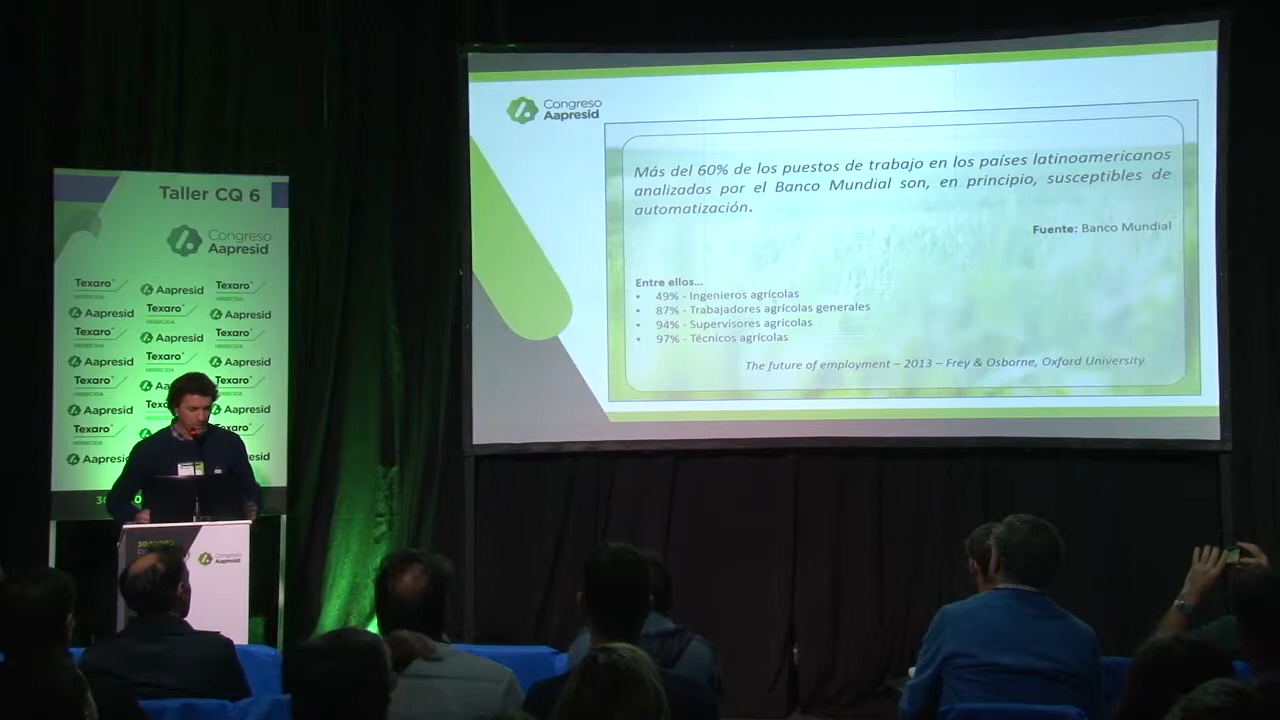 Congreso
Aapresid
Más del 60% de los puestos de trabajo en los países latinoamericanos
analizados por el Banco Mundial son, en principio, susceptibles de
automatización.
Fuente: Banco Mundial
Entre ellos...
• 49% - Ingenieros agrícolas
• 87% - Trabajadores agrícolas generales
• 94% - Supervisores agrícolas
• 97% - Técnicos agrícolas
The future of employment – 2013 – Frey & Osborne, Oxford University
Taller CQ 6
Congreso
Aapresid
Texaro
HERBICIDA
Aapresid
Texaro
Aapresid
Texaro
HERBICIDA
Aapresid
Texaro
HERBICIDA
Aapresid
Texaro
Aapresid
Texaro
Aapresid
Texaro
Aapresid
Texaro
Aapresid
Congreso
Aapresid